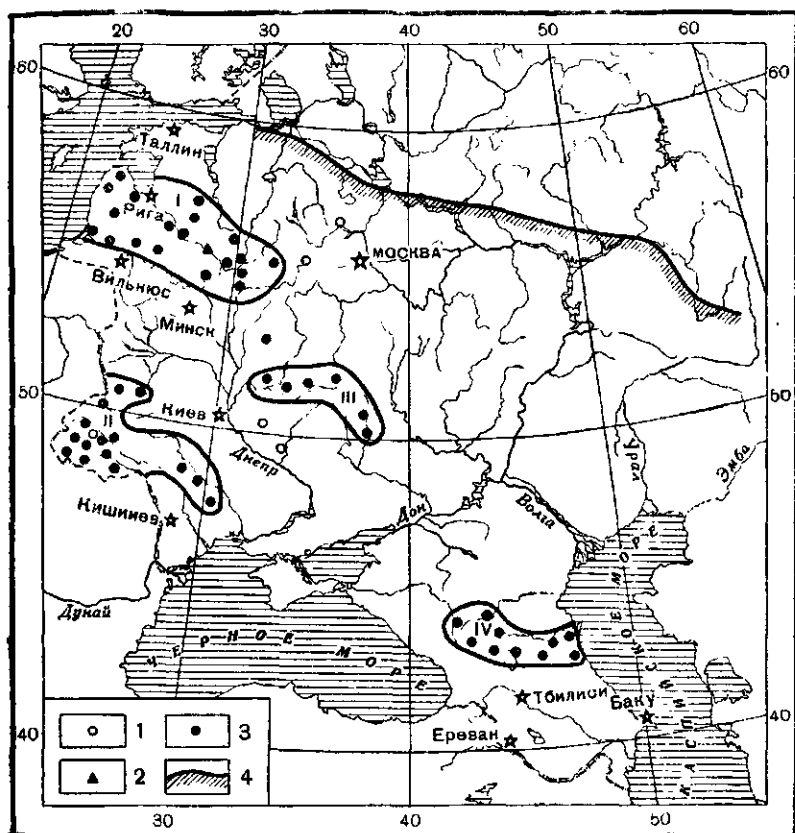 20
30
40
50
60
60
60
Таллин
I
Рига
МОСКВА
Вильнюс
Минск
50
60
II
Киев
III
Днепр
Кишинев
Дон
Волга
Урал
Эмба
Дунай
ЧЕРНОЕ МОРЕ
IV
КАСПИЙСКОЕ МОРЕ
Тбилиси
Баку
Ереван
40
40
1
3
2
4
30
40
50